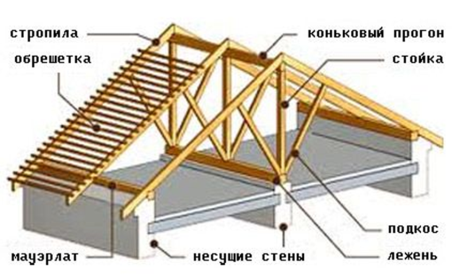 стропила
коньковый прогон
обрешетка
стойка
подкос
мауэрлат
несущие стены
лежень